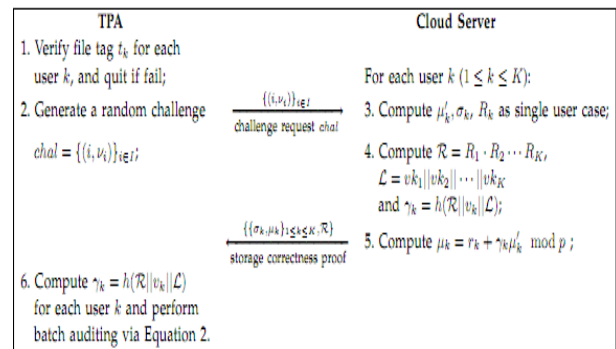 TPA
Cloud Server
1. Verify file tag t_k for each
user k, and quit if fail;
For each user k (1 ≤ k ≤ K):
2. Generate a random challenge
{(i, ν_i)}_{i∈I}
challenge request chal
3. Compute μ′_k, σ_k, R_k as single user case;
chal = {(i, ν_i)}_{i∈I};
4. Compute ℛ = R_1 · R_2 ··· R_K,
ℒ = vk_1||vk_2|| ··· ||vk_K
and γ_k = h(ℛ||v_k||ℒ);
{{σ_k, μ_k}_{1≤k≤K}, ℛ}
storage correctness proof
5. Compute μ_k = r_k + γ_kμ′_k mod p ;
6. Compute γ_k = h(ℛ||v_k||ℒ)
for each user k and perform
batch auditing via Equation 2.